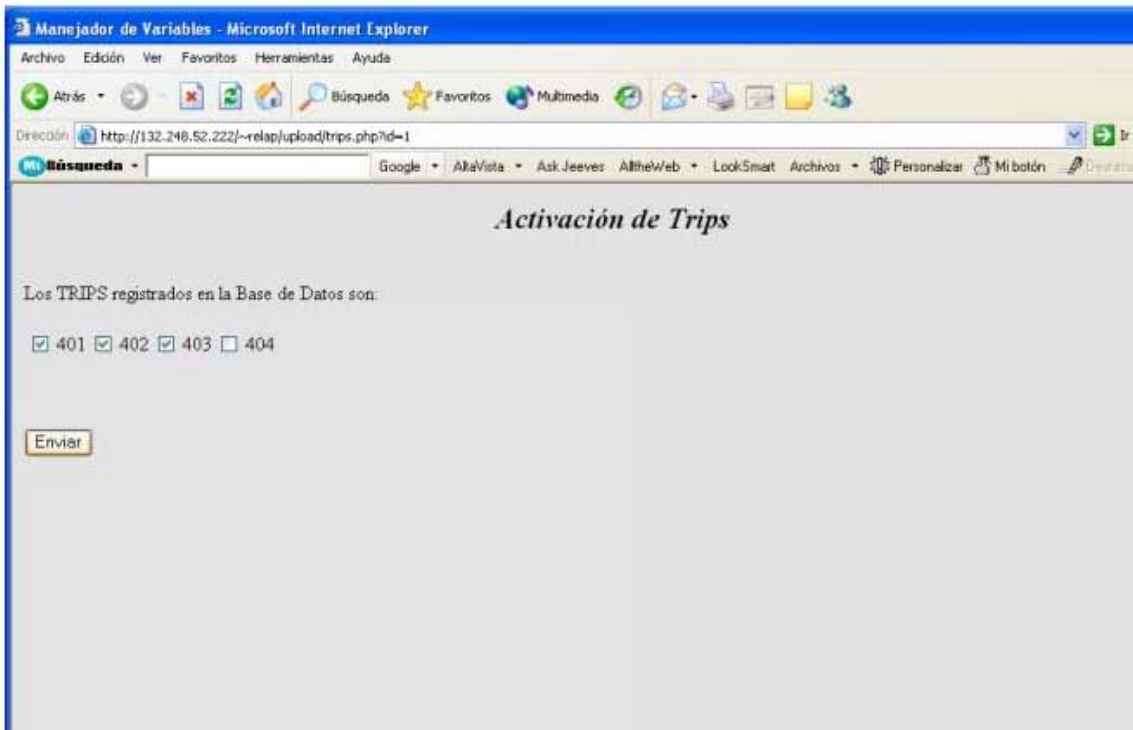 Manejador de Variables - Microsoft Internet Explorer
Archivo Edición Ver Favoritos Herramientas Ayuda
Atrás Búsqueda Favoritos Multimedia
Dirección http://132.248.52.222/~relap/upload/trips.php?id=1 Ir
Mi Búsqueda Google AltaVista Ask Jeeves AlltheWeb LookSmart Archivos Personalizar Mi botón
Activación de Trips
Los TRIPS registrados en la Base de Datos son:
401 402 403 404
Enviar